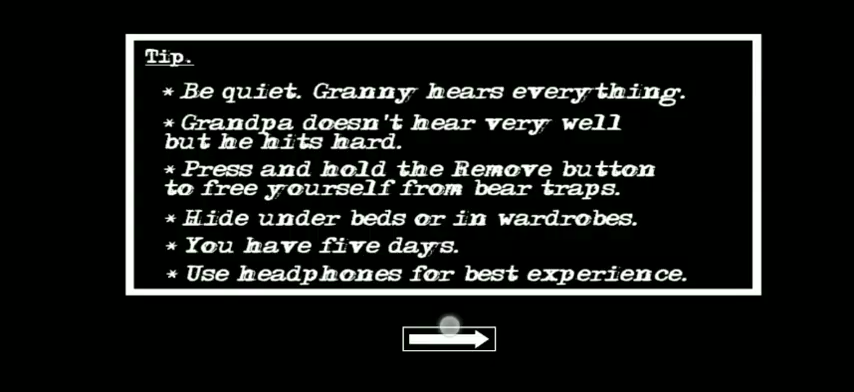 Tip.
* Be quiet. Granny hears everything.
* Grandpa doesn't hear very well
but he hits hard.
* Press and hold the Remove button
to free yourself from bear traps.
* Hide under beds or in wardrobes.
* You have five days.
* Use headphones for best experience.